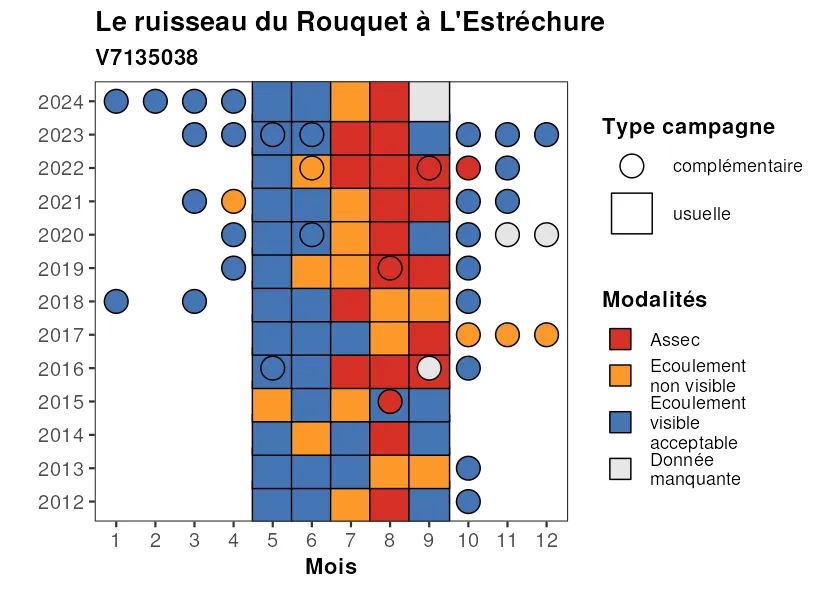 Le ruisseau du Rouquet à L'Estréchure
V7135038
2024
2023
2022
2021
2020
2019
2018
2017
2016
2015
2014
2013
2012
1 2 3 4 5 6 7 8 9 10 11 12
Mois
Type campagne
complémentaire
usuelle
Modalités
Assec
Ecoulement
non visible
Ecoulement
visible
acceptable
Donnée
manquante